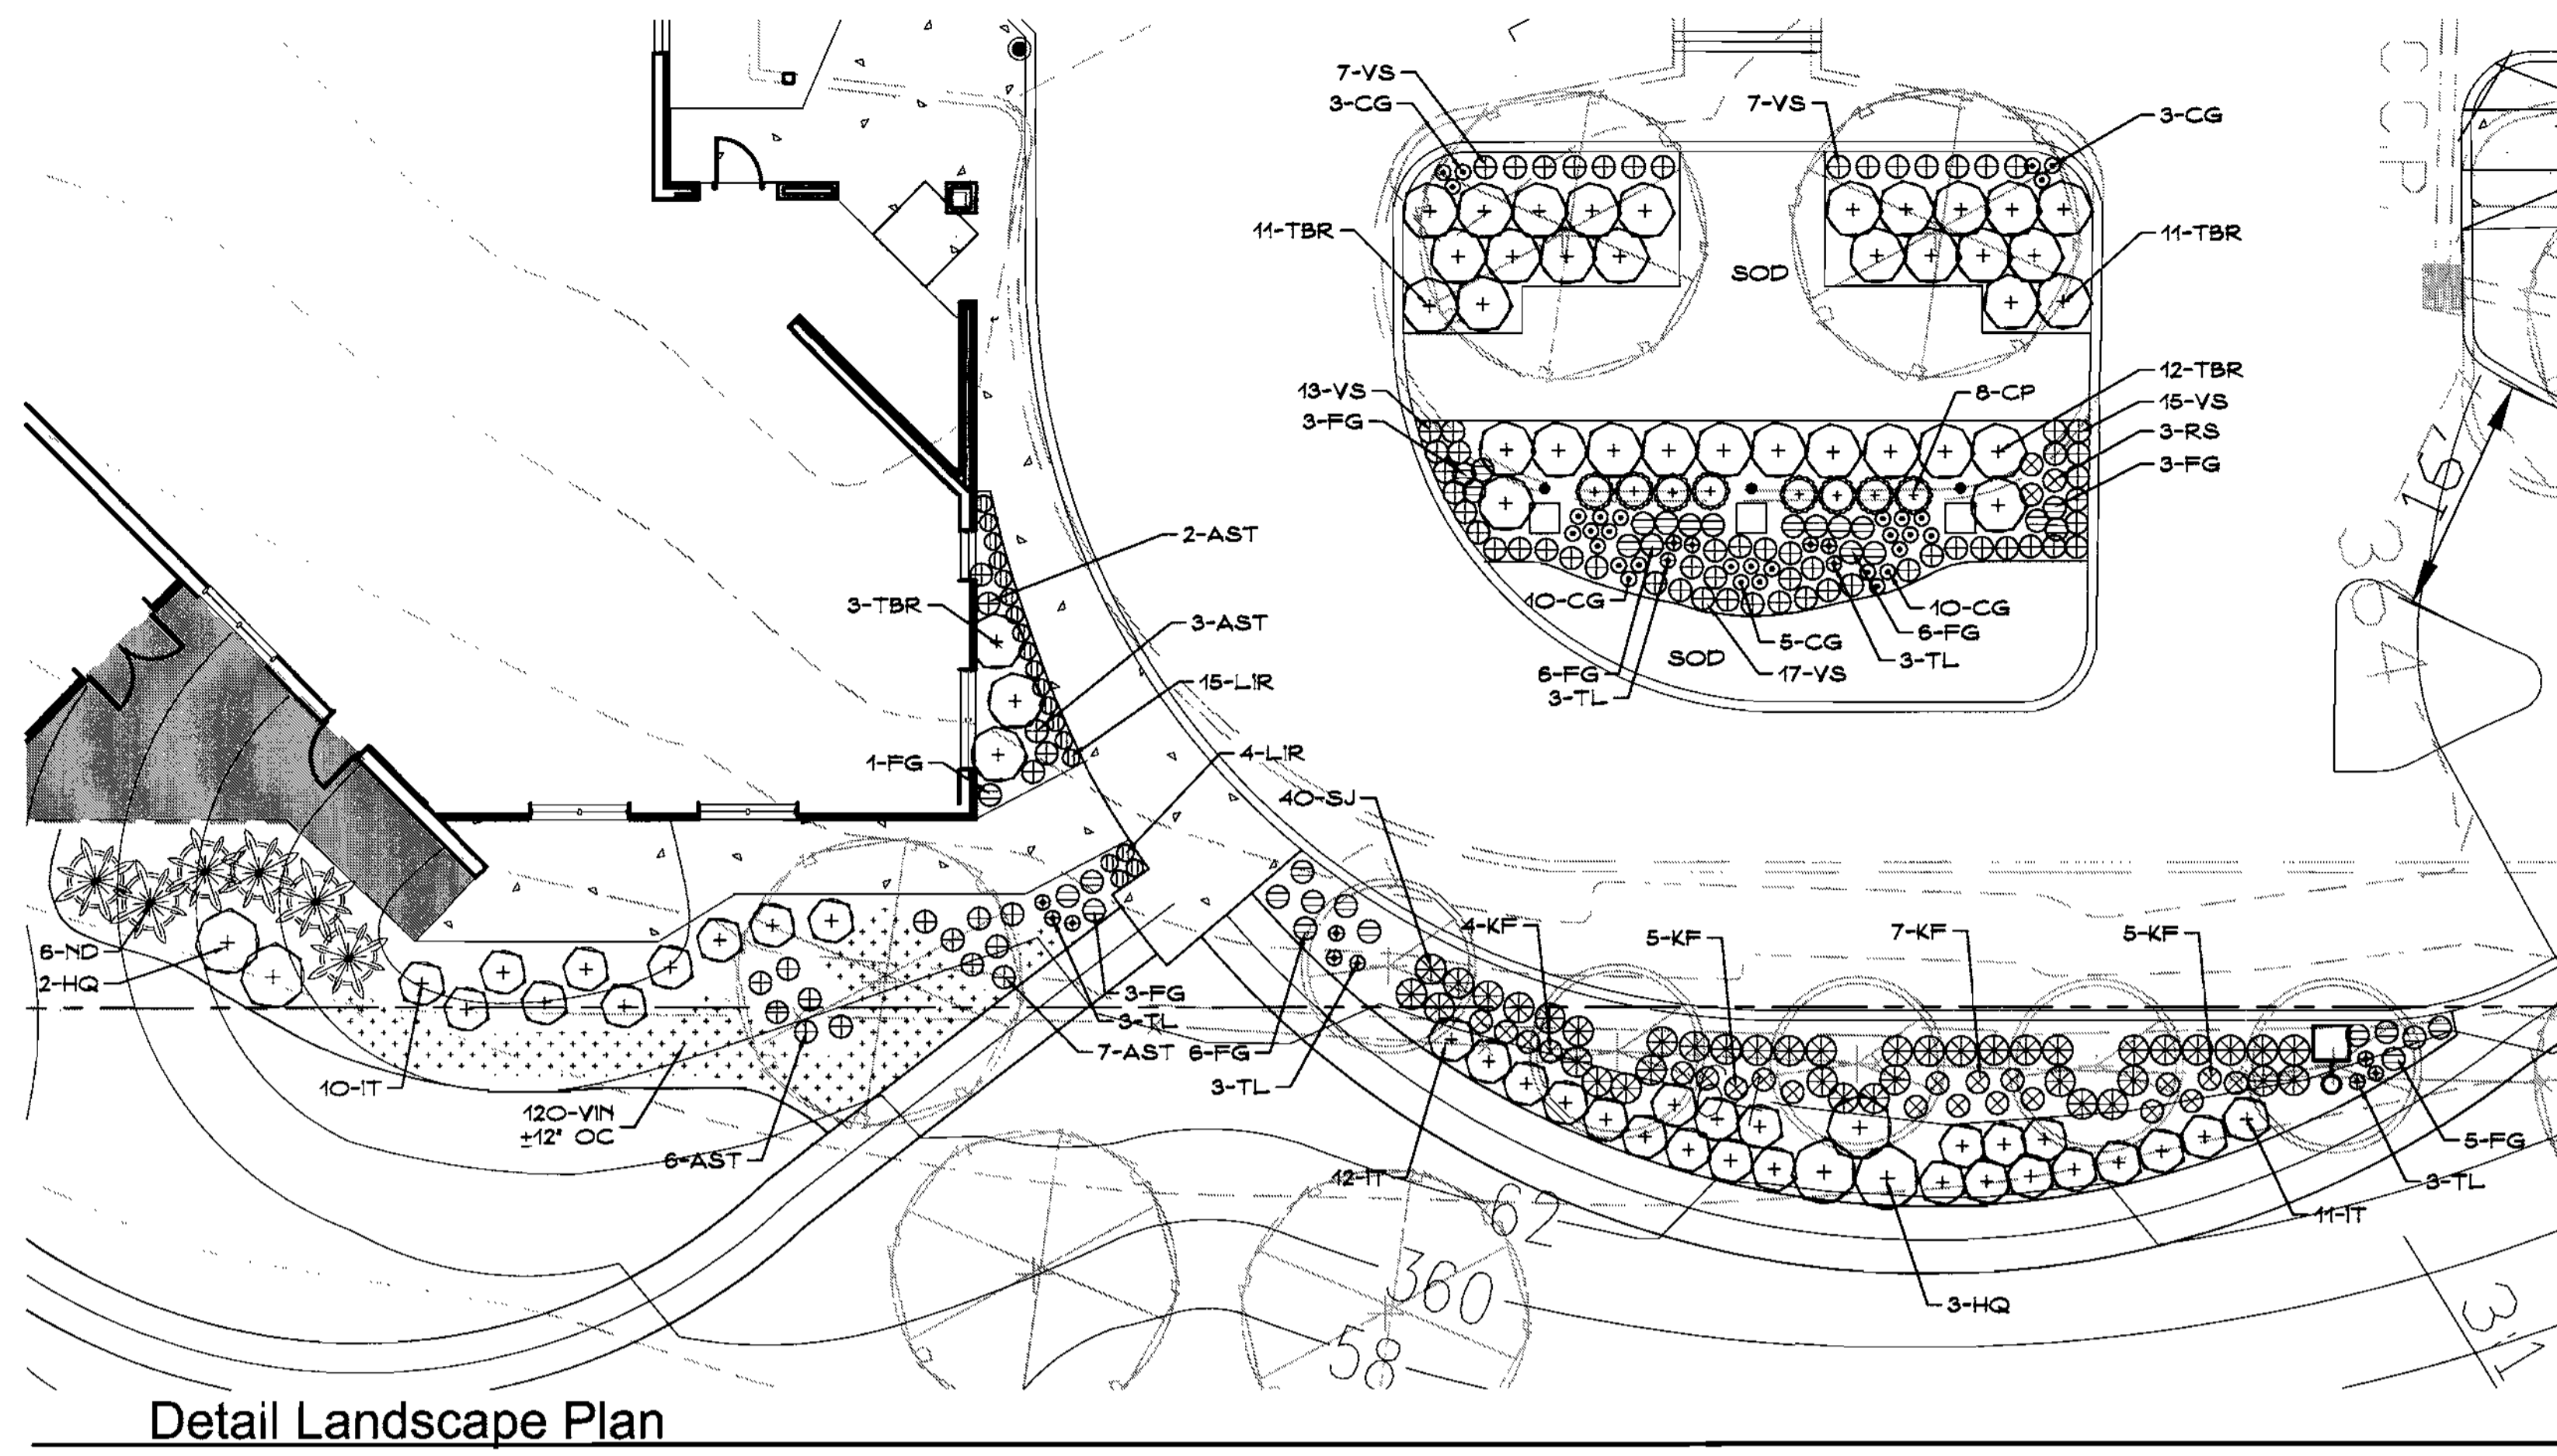 7-VS
3-CG
7-VS
3-CG
11-TBR
11-TBR
SOD
CCP
13-VS
3-FG
8-CP
12-TBR
15-VS
3-RS
3-FG
19'
364
2-AST
3-TBR
3-AST
15-LIR
1-FG
4-LIR
10-CG
10-CG
6-FG
5-CG
3-TL
SOD
17-VS
6-FG
3-TL
40-SJ
4-KF
5-KF
7-KF
5-KF
6-ND
2-HQ
3-FG
3-TL
7-AST
6-FG
3-TL
10-IT
120-VIN
±12" OC
6-AST
12-IT
5-FG
3-TL
11-IT
3-HQ
62
360
58
Detail Landscape Plan